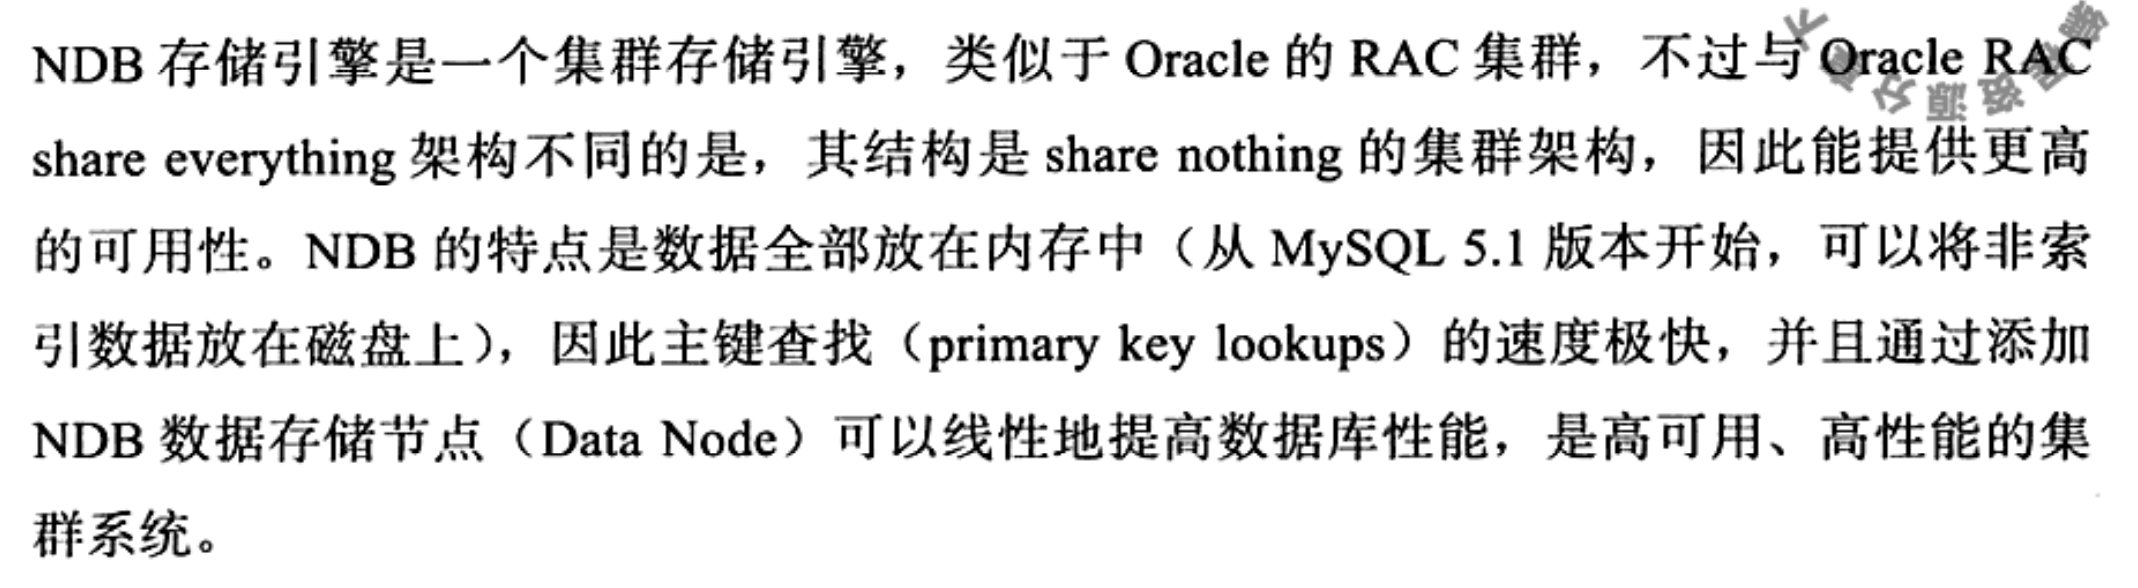 NDB 存储引擎是一个集群存储引擎，类似于 Oracle 的 RAC 集群，不过与 Oracle RAC
share everything 架构不同的是，其结构是 share nothing 的集群架构，因此能提供更高
的可用性。NDB 的特点是数据全部放在内存中（从 MySQL 5.1 版本开始，可以将非索
引数据放在磁盘上），因此主键查找（primary key lookups）的速度极快，并且通过添加
NDB 数据存储节点（Data Node）可以线性地提高数据库性能，是高可用、高性能的集
群系统。